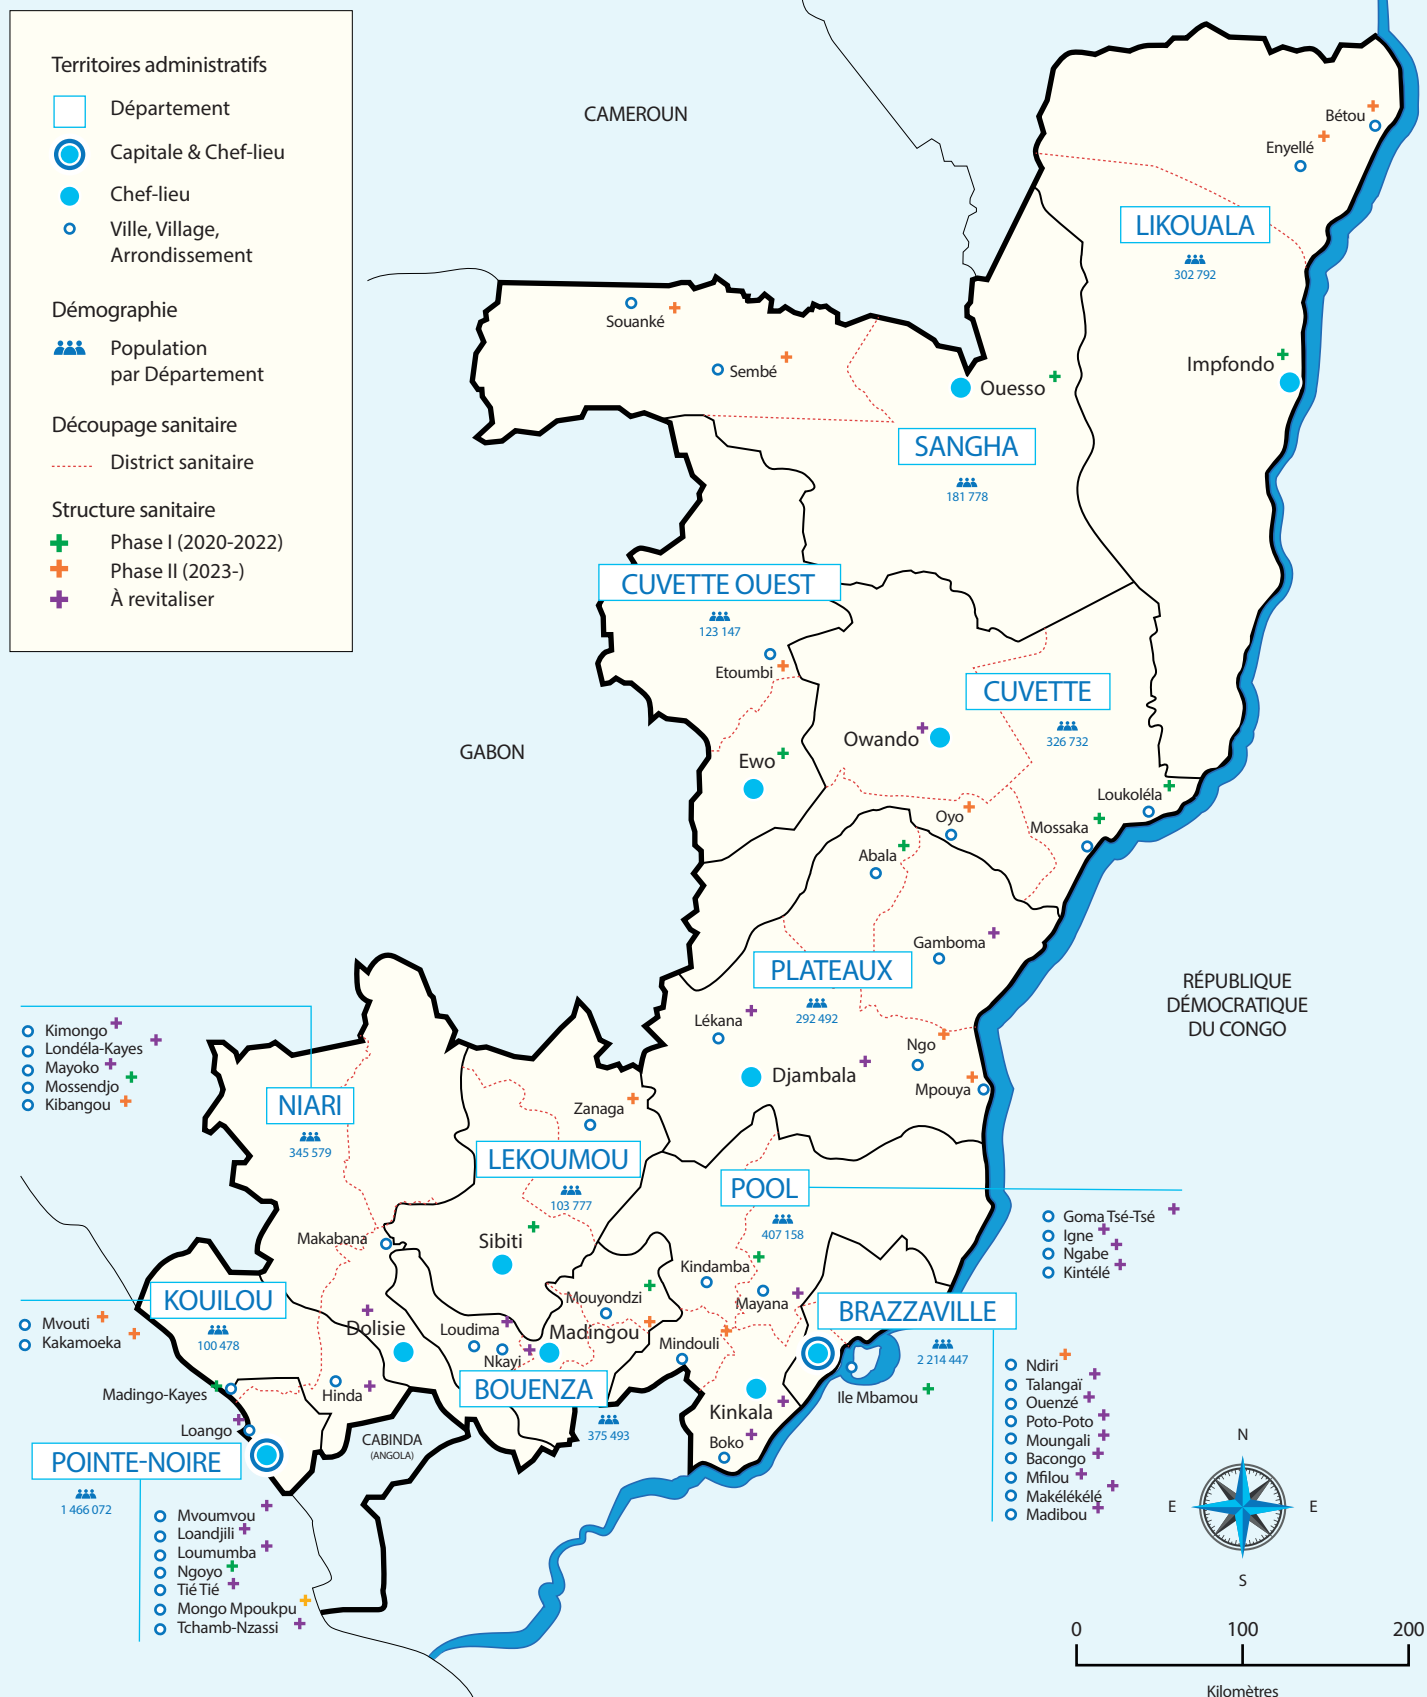 Territoires administratifs
Département
Capitale & Chef-lieu
Chef-lieu
Ville, Village,
Arrondissement
Démographie
Population
par Département
Découpage sanitaire
District sanitaire
Structure sanitaire
Phase I (2020-2022)
Phase II (2023-)
À revitaliser
CAMEROUN
Bétou
Enyellé
LIKOUALA
302 792
Impfondo
Souanké
Sembé
Ouesso
SANGHA
181 778
CUVETTE OUEST
123 147
Etoumbi
Ewo
GABON
CUVETTE
326 732
Owando
Loukoléla
Mossaka
Oyo
Abala
Gamboma
PLATEAUX
292 492
Lékana
Ngo
Djambala
Mpouya
RÉPUBLIQUE
DÉMOCRATIQUE
DU CONGO
Kimongo
Londéla-Kayes
Mayoko
Mossendjo
Kibangou
NIARI
345 579
Zanaga
LEKOUMOU
103 777
Sibiti
Makabana
POOL
407 158
Goma Tsé-Tsé
Igne
Ngabe
Kintélé
Kindamba
Mayana
KOUILOU
100 478
Mvouti
Kakamoeka
Dolisie
Mouyondzi
Loudima
Nkayi
Madingou
Mindouli
BRAZZAVILLE
2 214 447
Ile Mbamou
Ndiri
Talangaï
Ouenzé
Poto-Poto
Moungali
Bacongo
Mfilou
Makélékélé
Madibou
BOUENZA
375 493
Kinkala
Boko
Madingo-Kayes
Hinda
Loango
CABINDA
(ANGOLA)
POINTE-NOIRE
1 466 072
Mvoumvou
Loandjili
Loumumba
Ngoyo
Tié Tié
Mongo Mpoukpu
Tchamb-Nzassi
N
E
E
S
0 100 200
Kilomètres